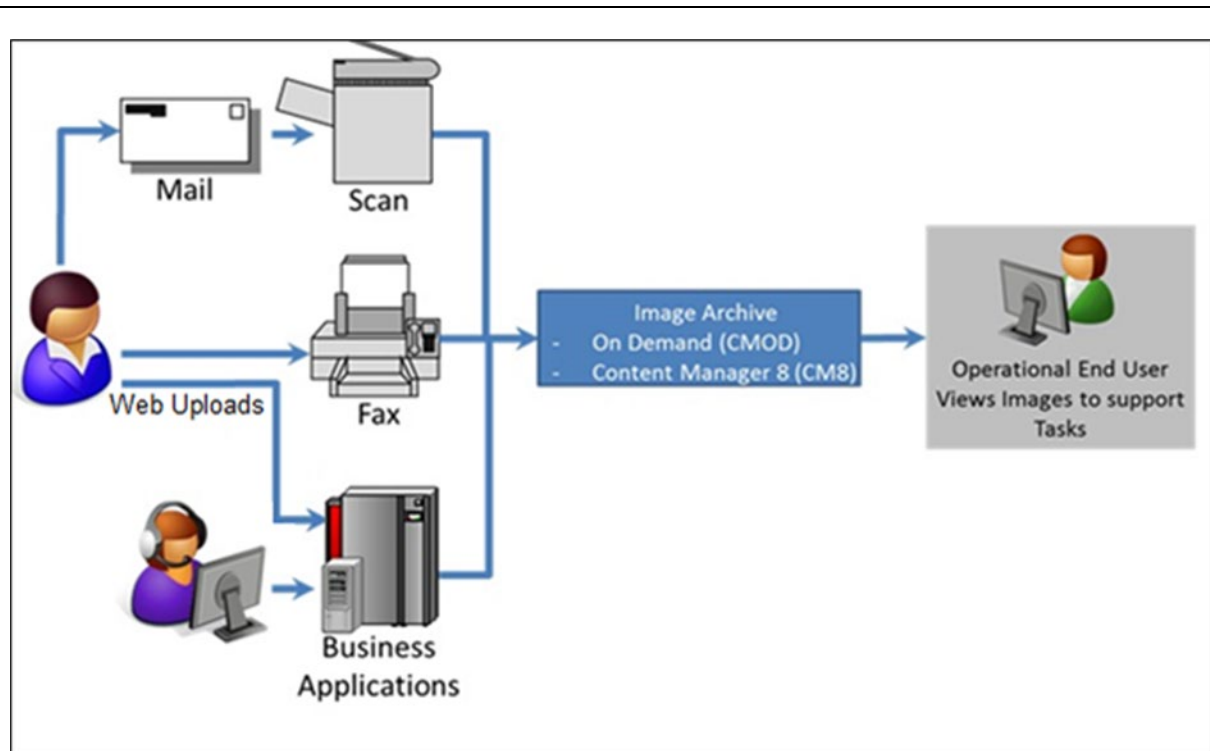 Mail
Scan
Web Uploads
Fax
Image Archive
- On Demand (CMOD)
- Content Manager 8 (CM8)
Operational End User
Views Images to support
Tasks
Business
Applications